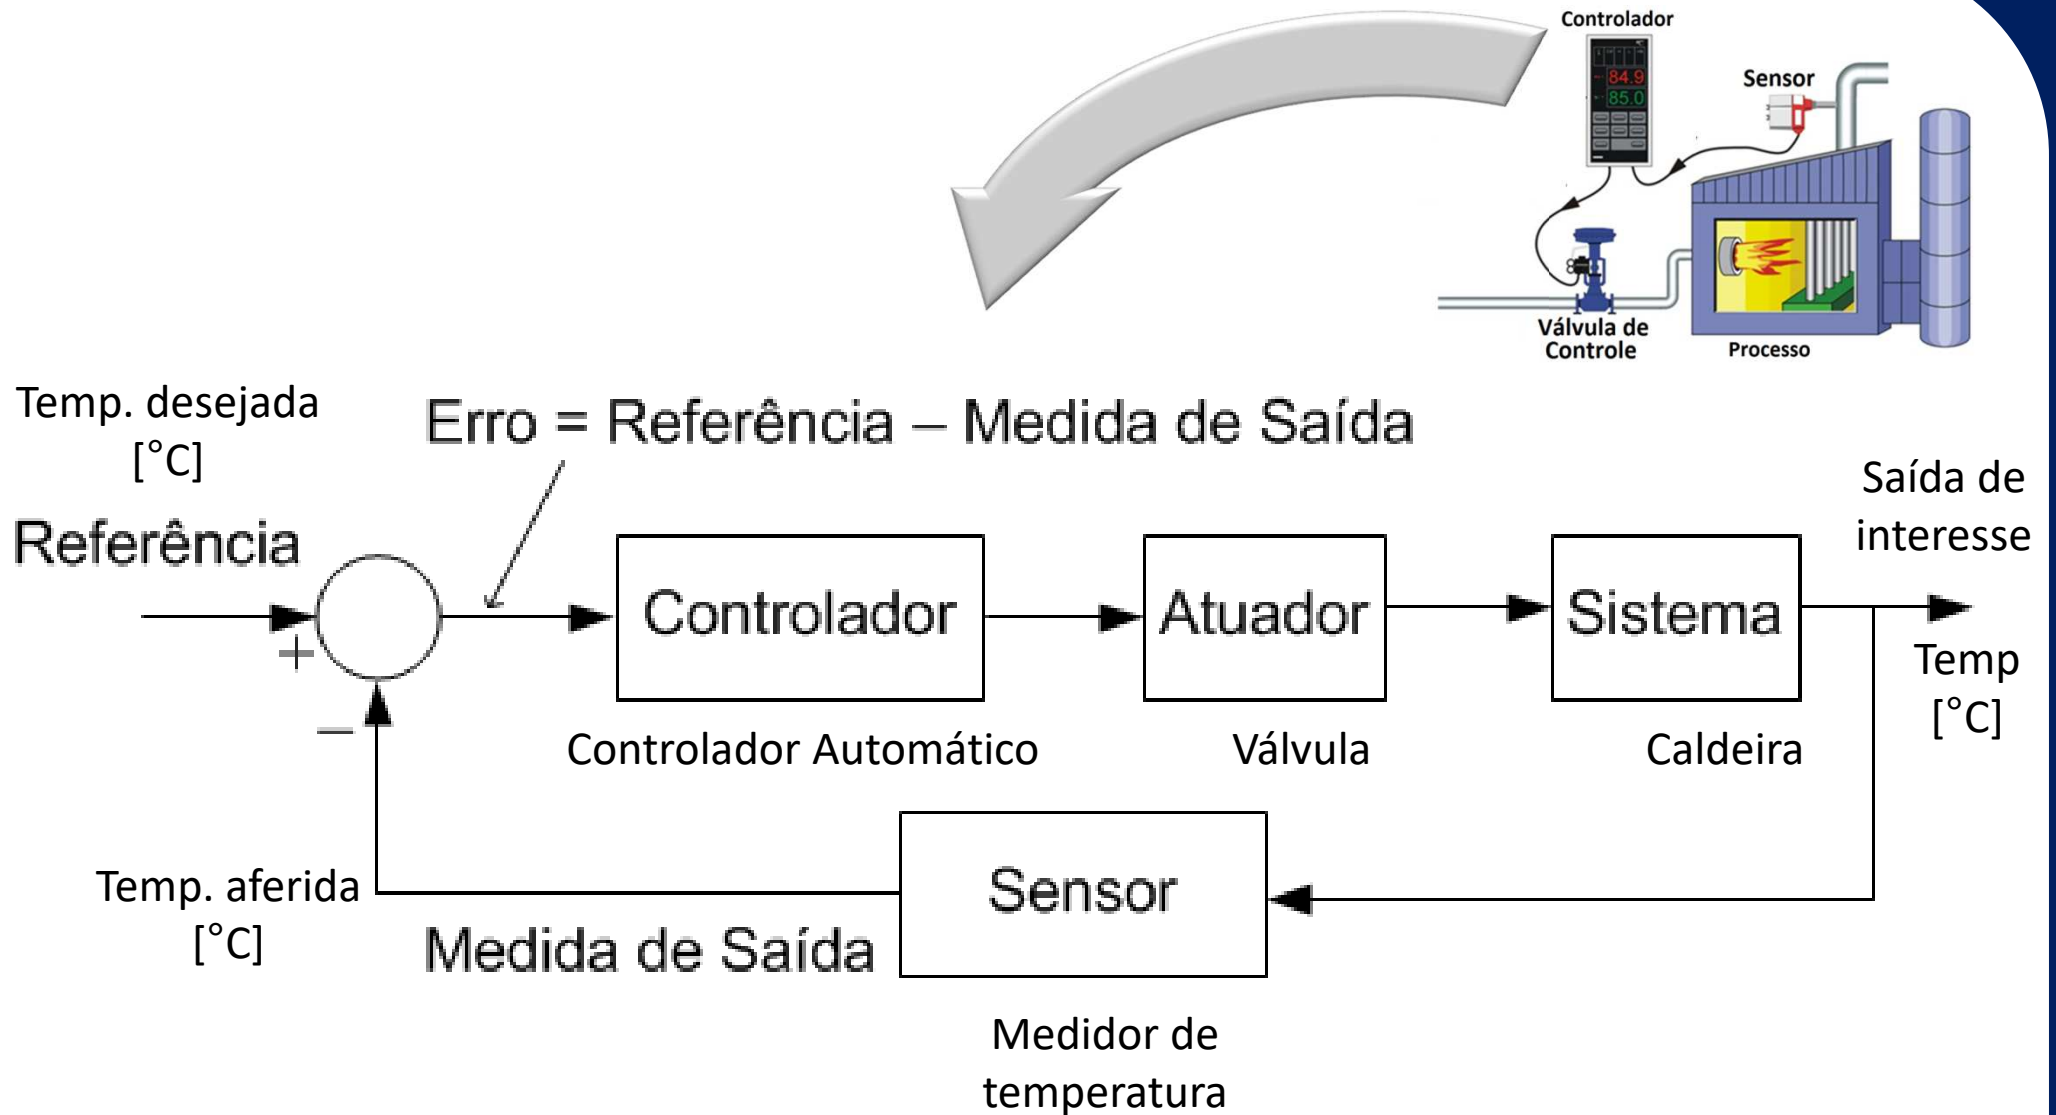 Controlador
84.9
85.0
Sensor
Válvula de
Controle
Processo
Temp. desejada
[°C]
Erro = Referência – Medida de Saída
Saída de
interesse
Referência
+
–
Controlador
Atuador
Sistema
Temp
[°C]
Controlador Automático
Válvula
Caldeira
Temp. aferida
[°C]
Sensor
Medida de Saída
Medidor de
temperatura